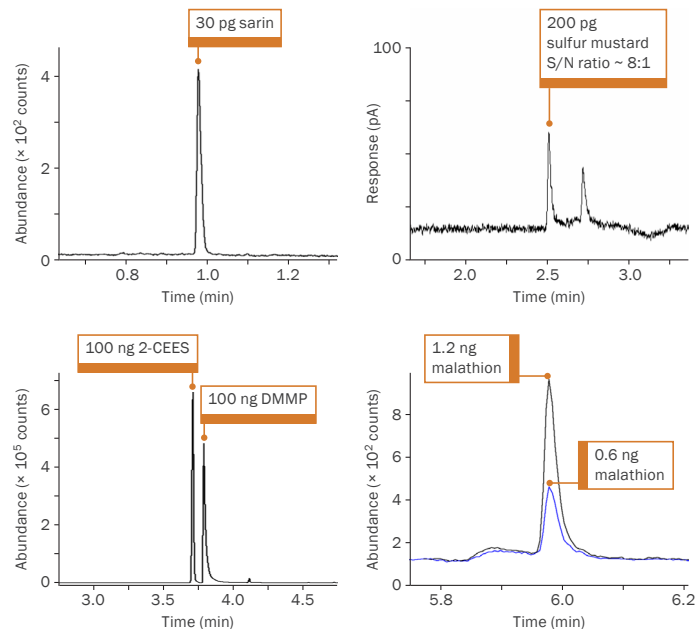 30 pg sarin
Abundance (× 10² counts)
4
2
0
0.8
1.0
1.2
Time (min)
200 pg
sulfur mustard
S/N ratio ~ 8:1
Response (pA)
100
0
2.0
2.5
3.0
Time (min)
100 ng 2-CEES
100 ng DMMP
Abundance (× 10⁵ counts)
6
4
2
0
3.0
3.5
4.0
4.5
Time (min)
1.2 ng
malathion
0.6 ng
malathion
Abundance (× 10² counts)
8
6
4
2
0
5.8
6.0
6.2
Time (min)